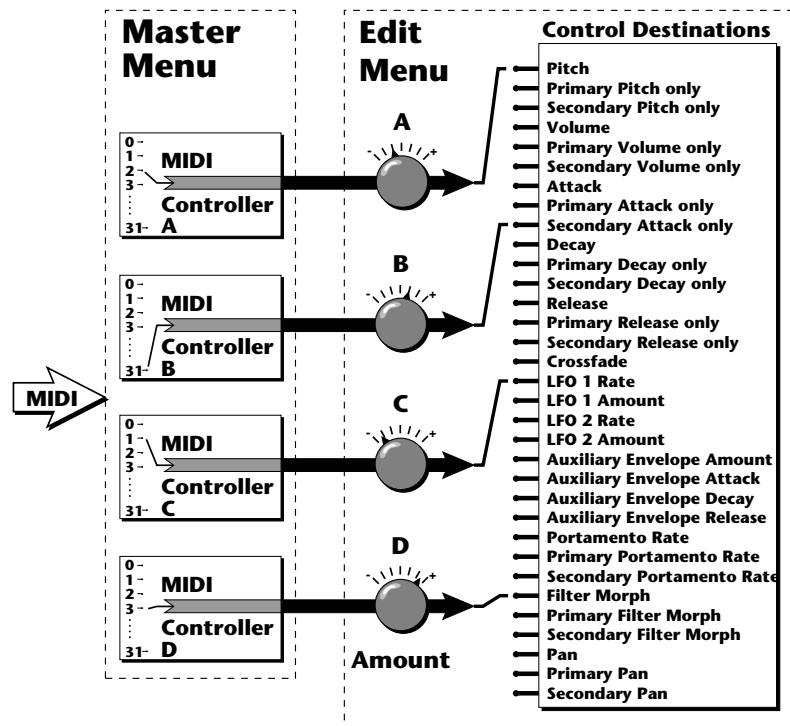 Master
Menu
Edit
Menu
Control Destinations
MIDI
0
1
2
3
31
MIDI
Controller
A
0
1
2
3
31
MIDI
Controller
B
0
1
2
3
31
MIDI
Controller
C
0
1
2
3
31
MIDI
Controller
D
A
- +
B
- +
C
- +
D
- +
Amount
Pitch
Primary Pitch only
Secondary Pitch only
Volume
Primary Volume only
Secondary Volume only
Attack
Primary Attack only
Secondary Attack only
Decay
Primary Decay only
Secondary Decay only
Release
Primary Release only
Secondary Release only
Crossfade
LFO 1 Rate
LFO 1 Amount
LFO 2 Rate
LFO 2 Amount
Auxiliary Envelope Amount
Auxiliary Envelope Attack
Auxiliary Envelope Decay
Auxiliary Envelope Release
Portamento Rate
Primary Portamento Rate
Secondary Portamento Rate
Filter Morph
Primary Filter Morph
Secondary Filter Morph
Pan
Primary Pan
Secondary Pan